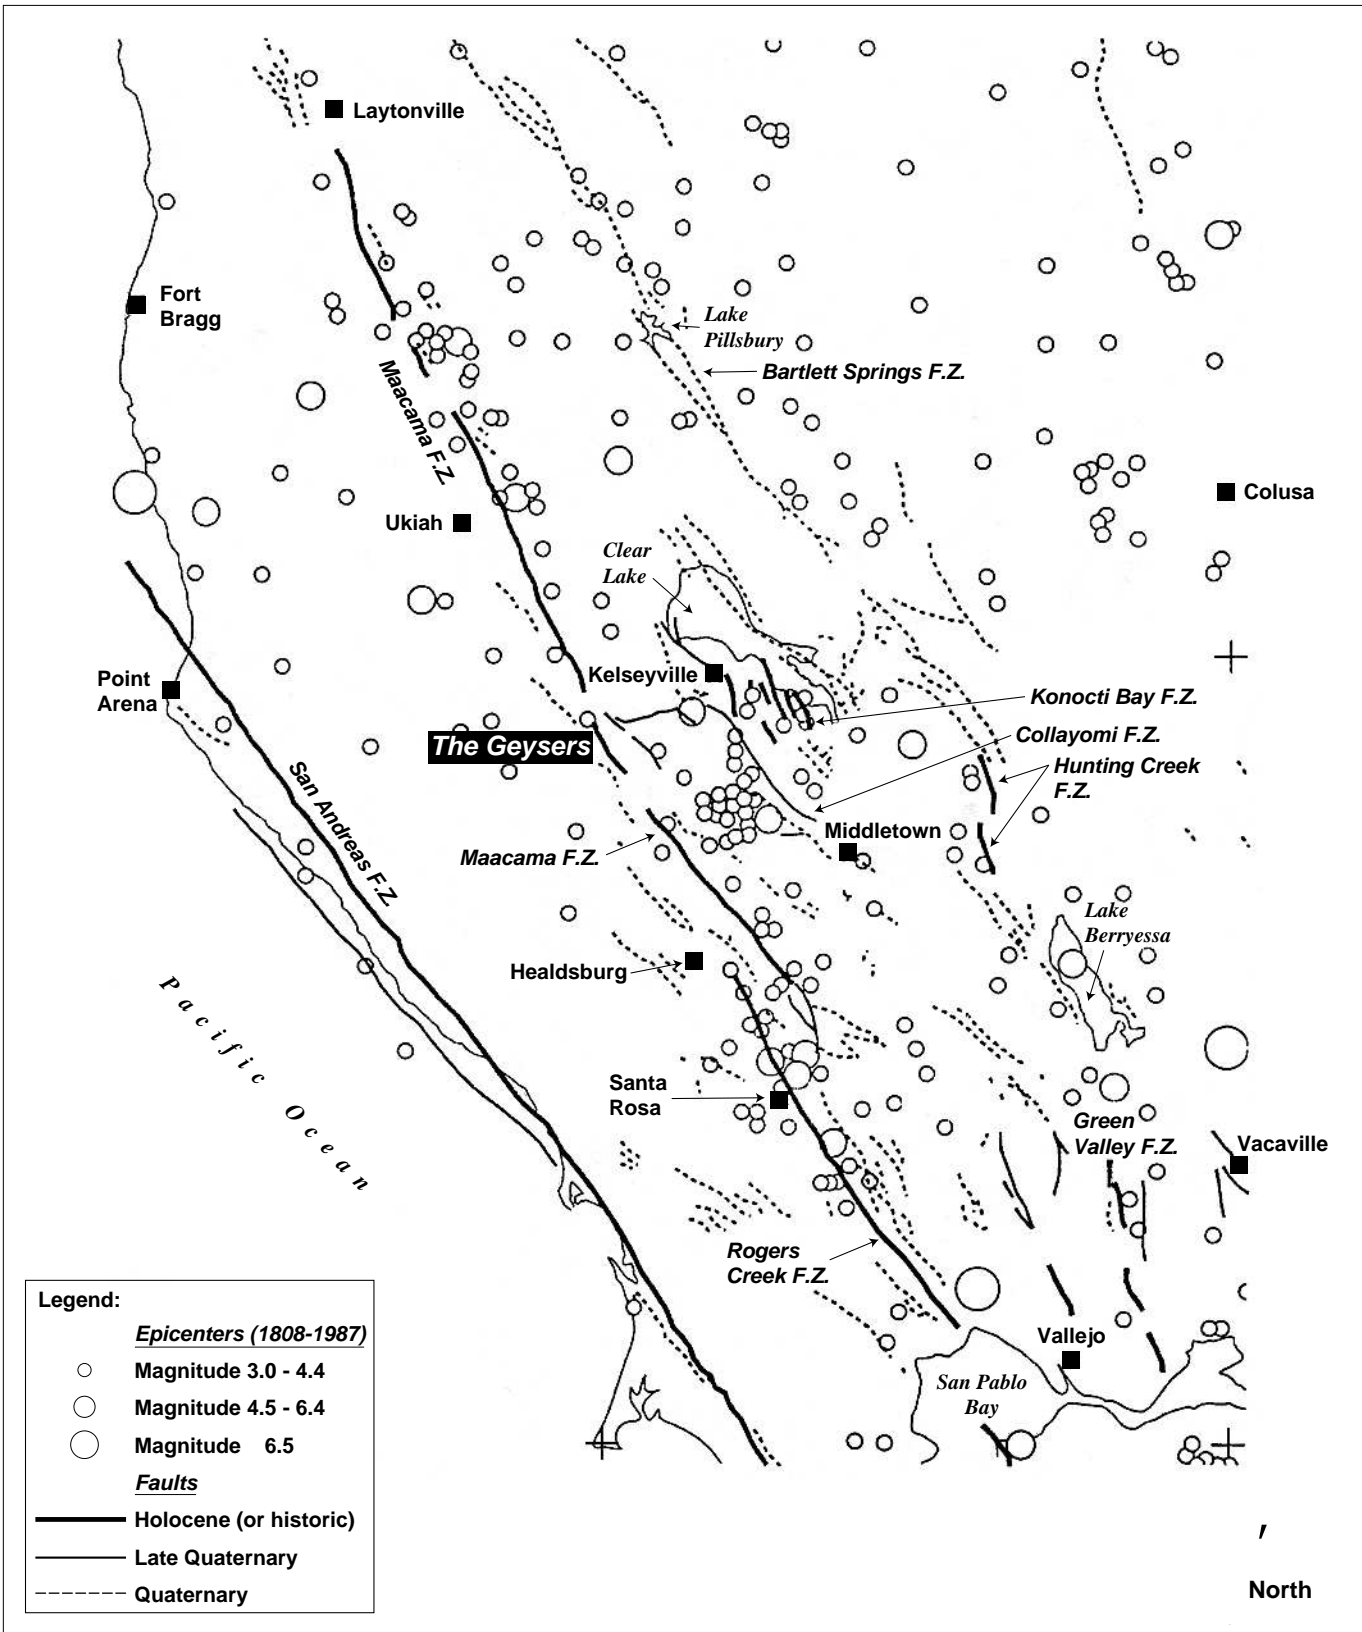 Laytonville
Fort
Bragg
Lake
Pillsbury
Bartlett Springs F.Z.
Maacama F.Z.
Colusa
Ukiah
Clear
Lake
Kelseyville
Point
Arena
Konocti Bay F.Z.
Collayomi F.Z.
The Geysers
Hunting Creek
F.Z.
San Andreas F.Z.
Middletown
Maacama F.Z.
Lake
Berryessa
Healdsburg
Pacific Ocean
Santa
Rosa
Green
Valley F.Z.
Vacaville
Rogers
Creek F.Z.
Legend:
Epicenters (1808-1987)
Magnitude 3.0 - 4.4
Magnitude 4.5 - 6.4
Magnitude 6.5
Faults
Holocene (or historic)
Late Quaternary
Quaternary
Vallejo
San Pablo
Bay
'
North